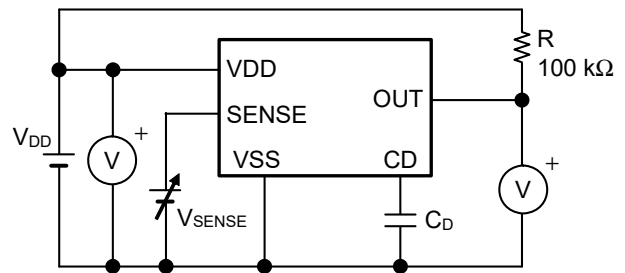 R
100 kΩ
VDD
OUT
SENSE
VDD
+
V
VSS
CD
+
V
VSENSE
CD